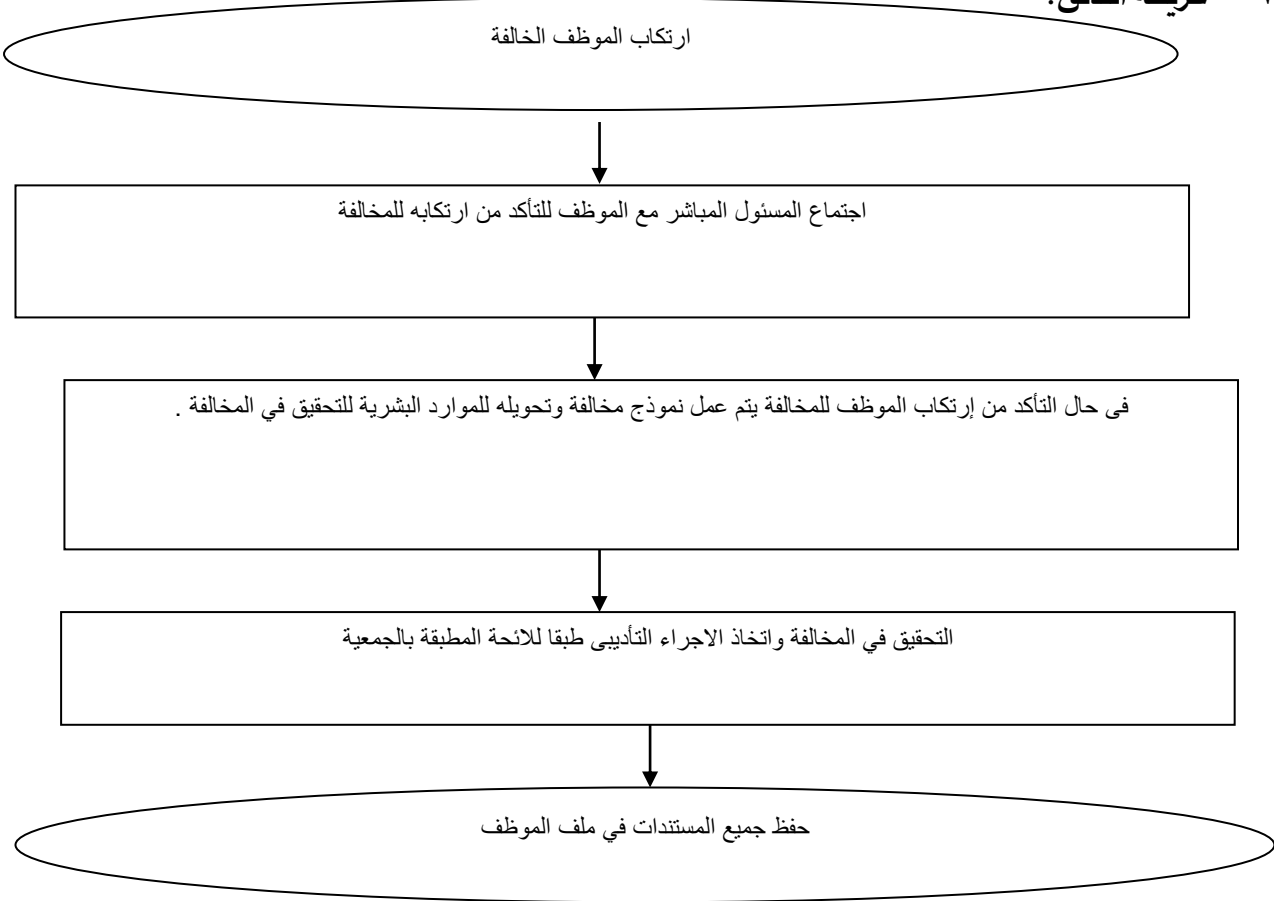 ارتكاب الموظف الخالفة
اجتماع المسئول المباشر مع الموظف للتأكد من ارتكابه للمخالفة
فى حال التأكد من إرتكاب الموظف للمخالفة يتم عمل نموذج مخالفة وتحويله للموارد البشرية للتحقيق في المخالفة .
التحقيق في المخالفة واتخاذ الاجراء التأديبى طبقا للائحة المطبقة بالجمعية
حفظ جميع المستندات في ملف الموظف